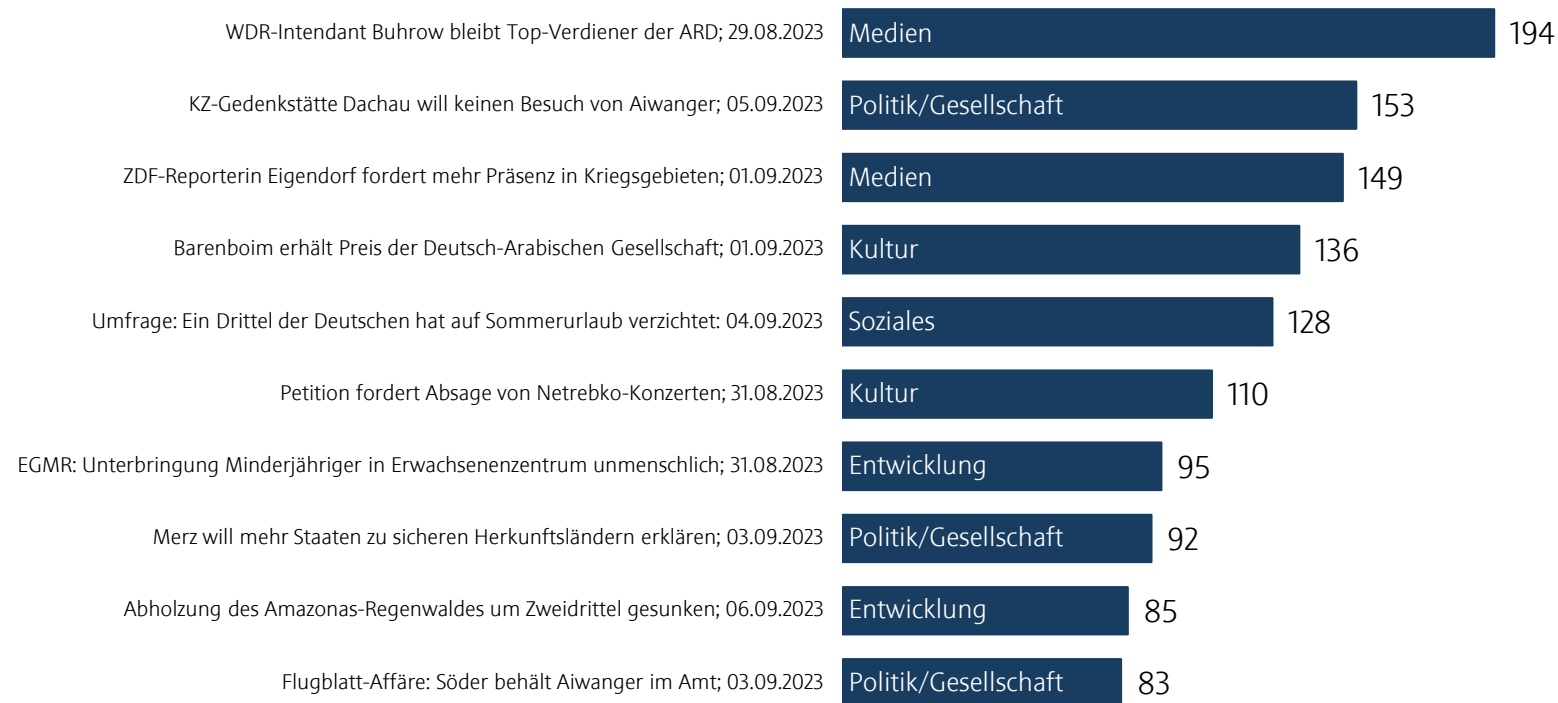 WDR-Intendant Buhrow bleibt Top-Verdiener der ARD; 29.08.2023 Medien 194
KZ-Gedenkstätte Dachau will keinen Besuch von Aiwanger; 05.09.2023 Politik/Gesellschaft 153
ZDF-Reporterin Eigendorf fordert mehr Präsenz in Kriegsgebieten; 01.09.2023 Medien 149
Barenboim erhält Preis der Deutsch-Arabischen Gesellschaft; 01.09.2023 Kultur 136
Umfrage: Ein Drittel der Deutschen hat auf Sommerurlaub verzichtet: 04.09.2023 Soziales 128
Petition fordert Absage von Netrebko-Konzerten; 31.08.2023 Kultur 110
EGMR: Unterbringung Minderjähriger in Erwachsenenzentrum unmenschlich; 31.08.2023 Entwicklung 95
Merz will mehr Staaten zu sicheren Herkunftsländern erklären; 03.09.2023 Politik/Gesellschaft 92
Abholzung des Amazonas-Regenwaldes um Zweidrittel gesunken; 06.09.2023 Entwicklung 85
Flugblatt-Affäre: Söder behält Aiwanger im Amt; 03.09.2023 Politik/Gesellschaft 83